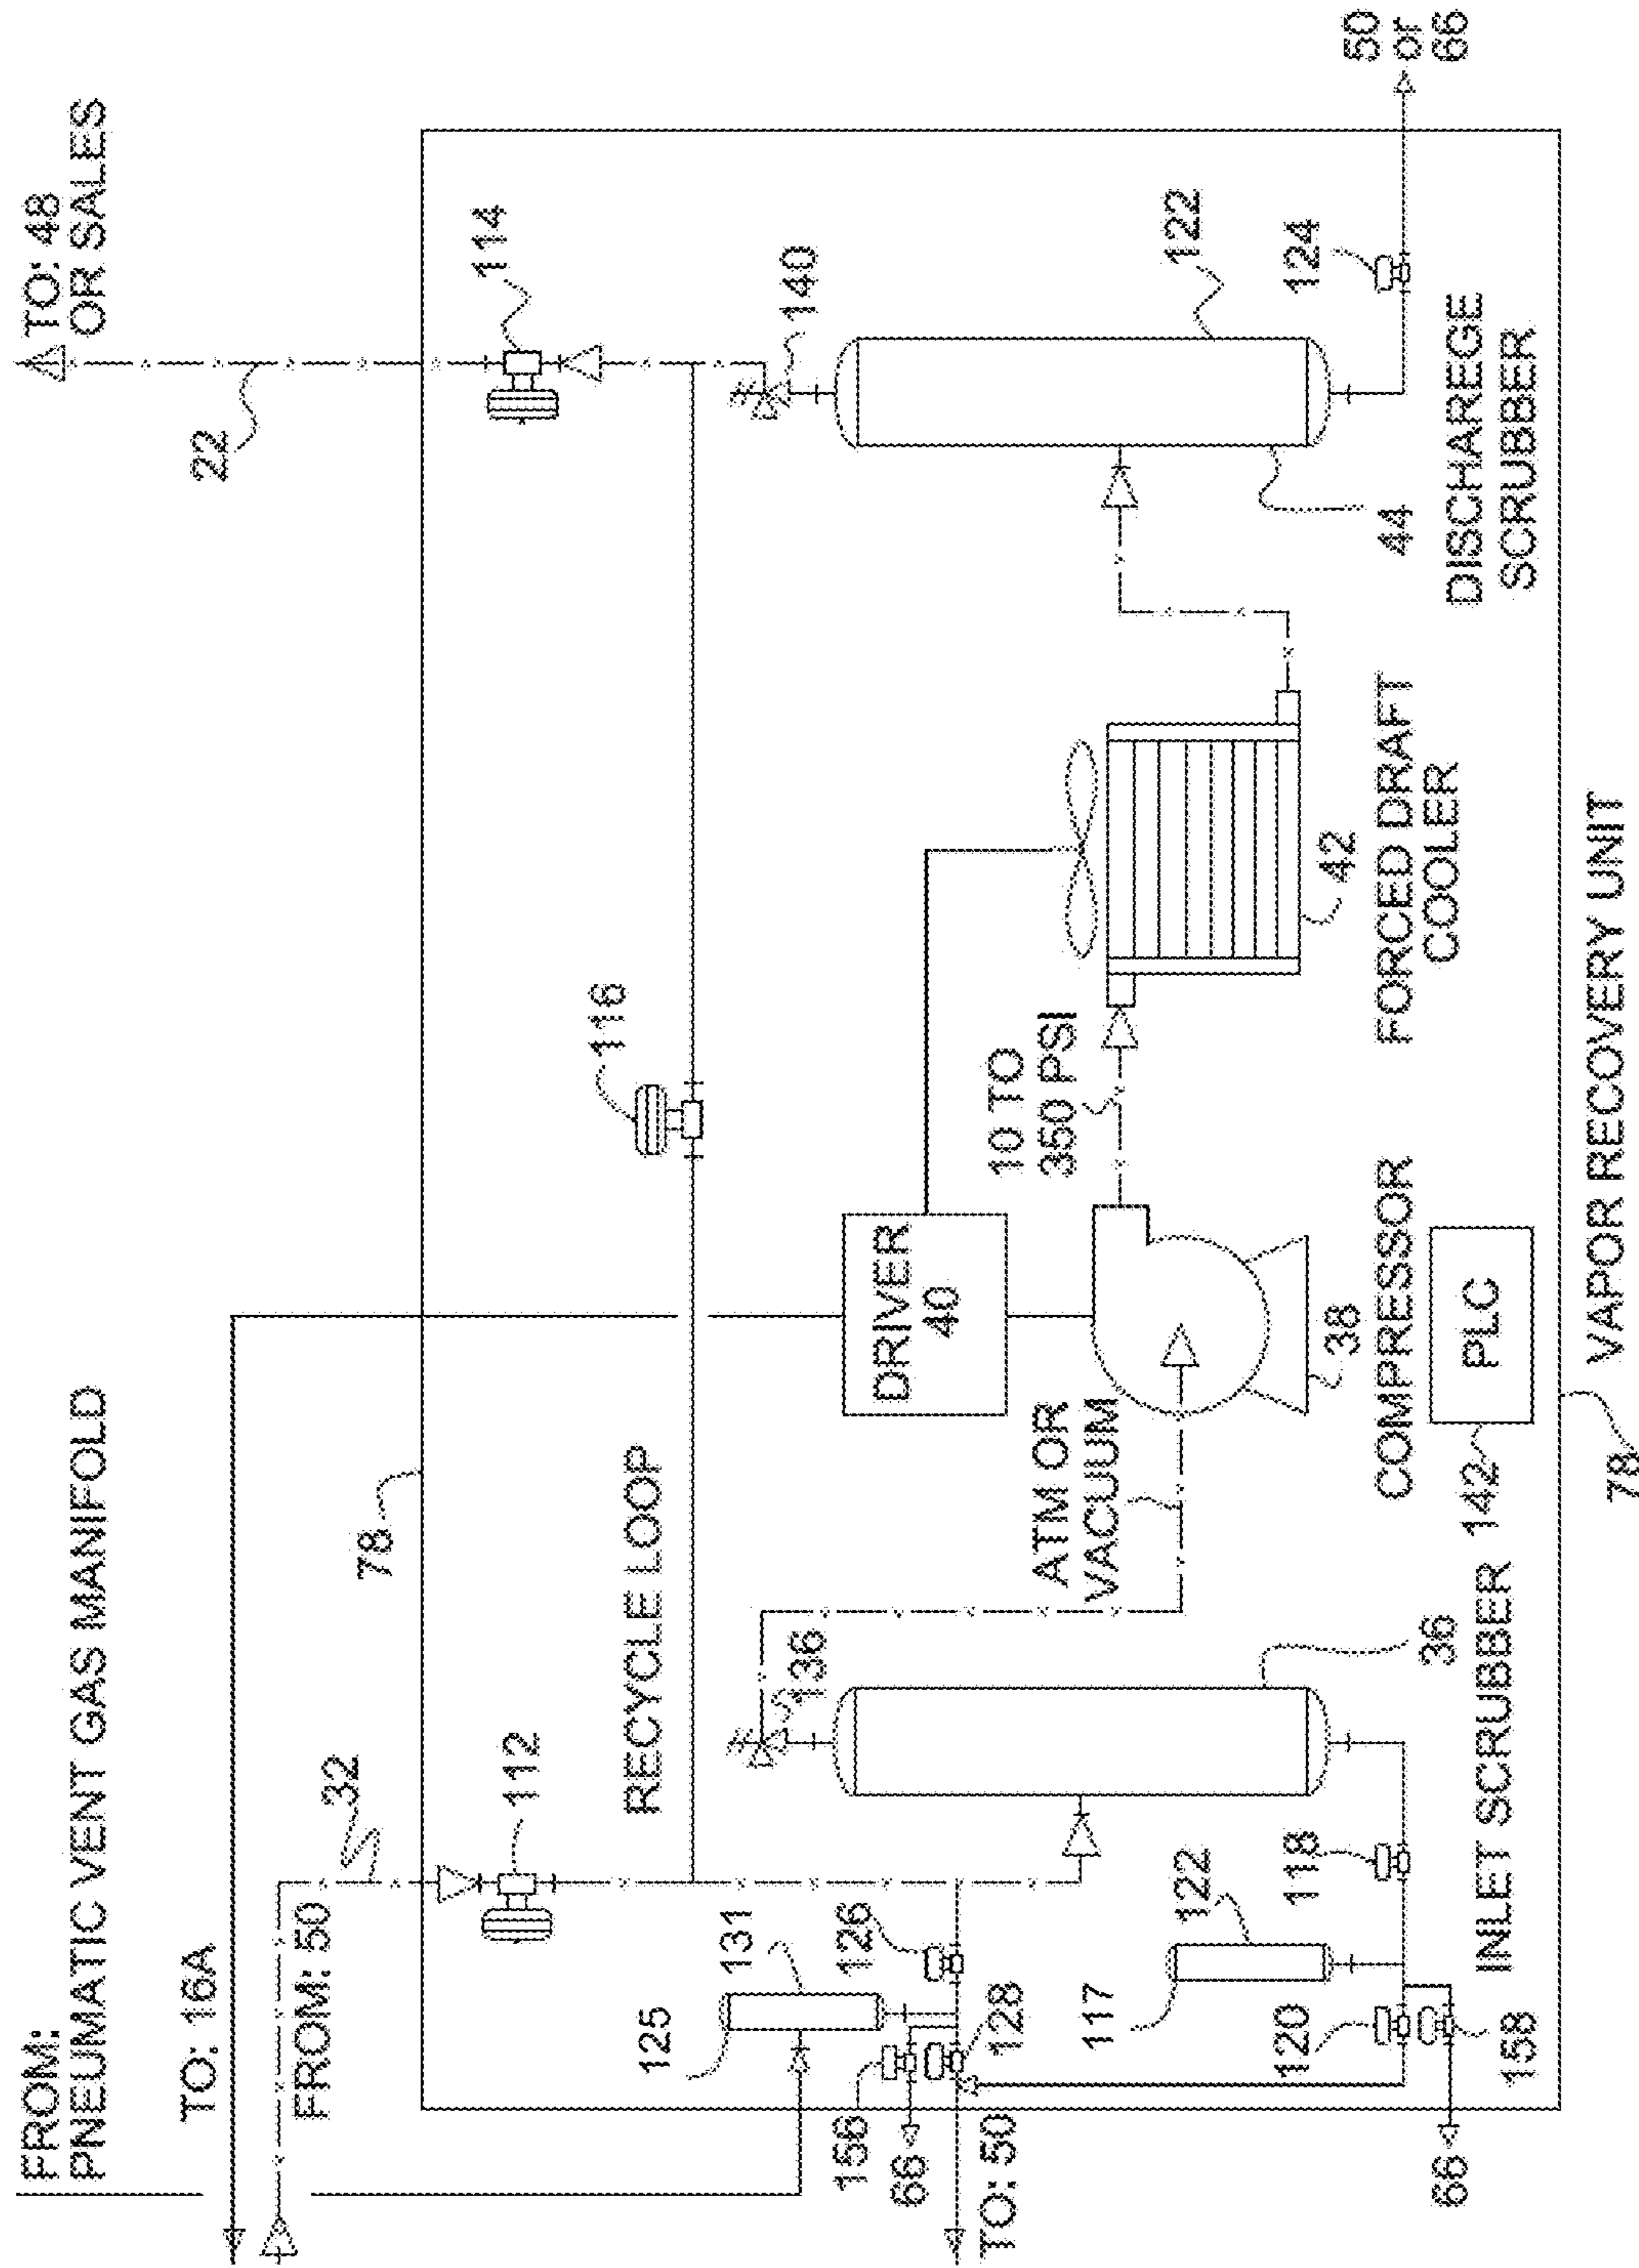 FROM:
PNEUMATIC VENT GAS MANIFOLD
TO: 16A
FROM: 50
32
78
22
TO: 48
OR SALES
112
RECYCLE LOOP
116
114
125
131
126
136
DRIVER
40
140
156
66
128
TO: 50
ATM OR
VACUUM
10 TO
350 PSI
117
122
122
120
118
158
66
36
38
42
44
124
50
or
66
INLET SCRUBBER
COMPRESSOR
FORCED DRAFT
COOLER
DISCHAREGE
SCRUBBER
142
PLC
78
VAPOR RECOVERY UNIT